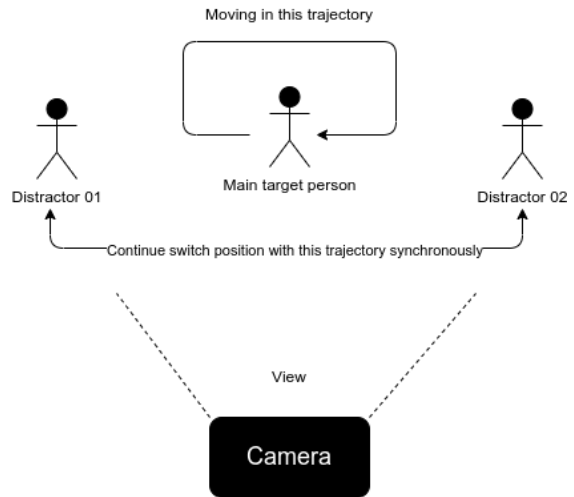 Moving in this trajectory
Main target person
Distractor 01
Distractor 02
Continue switch position with this trajectory synchronously
View
Camera